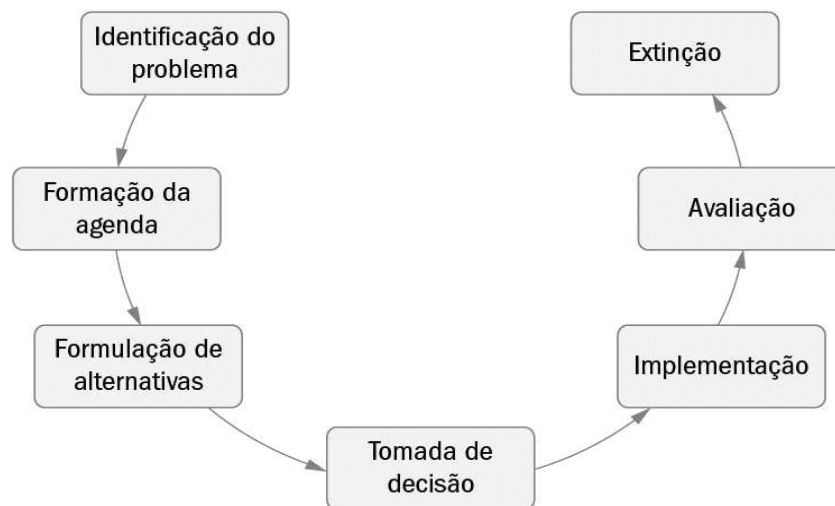 Identificação do
problema
Formação da
agenda
Formulação de
alternativas
Tomada de
decisão
Implementação
Avaliação
Extinção